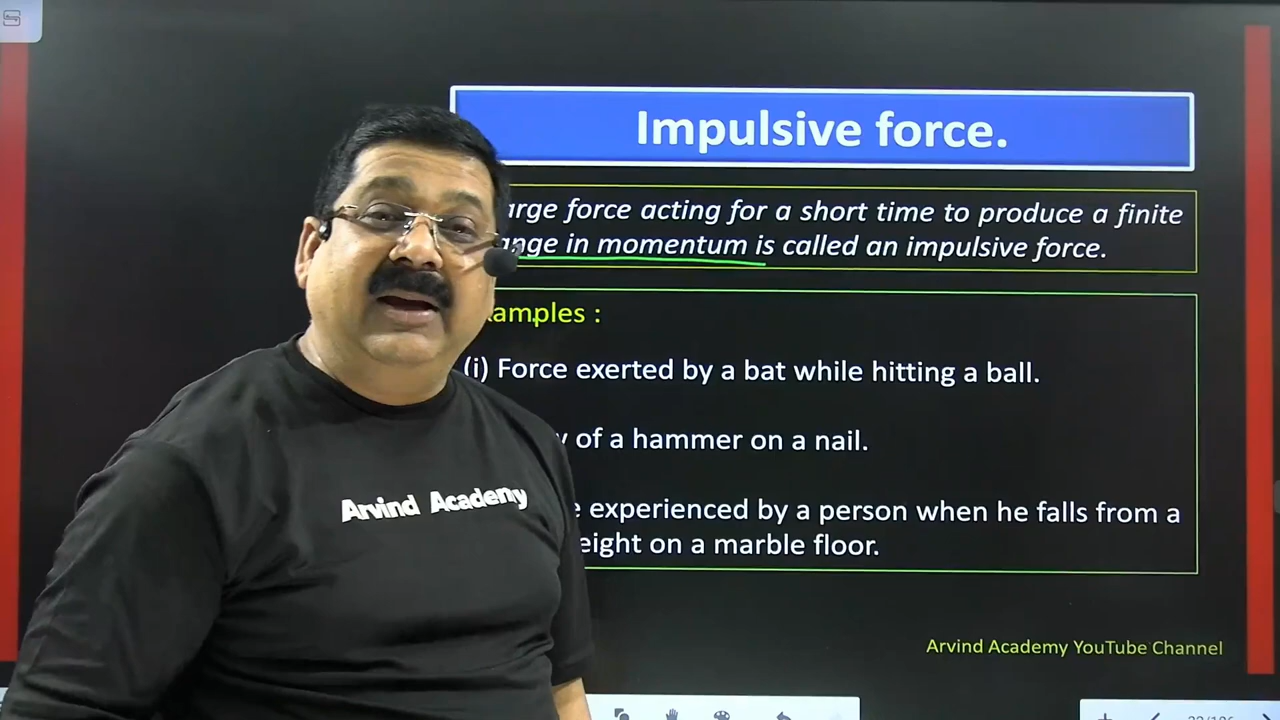 Impulsive force.
arge force acting for a short time to produce a finite
ange in momentum is called an impulsive force.
xamples :
(i) Force exerted by a bat while hitting a ball.
of a hammer on a nail.
e experienced by a person when he falls from a
eight on a marble floor.
Arvind Academy
Arvind Academy YouTube Channel